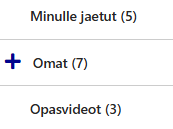 Minulle jaetut (5)
Omat (7)
Opasvideot (3)